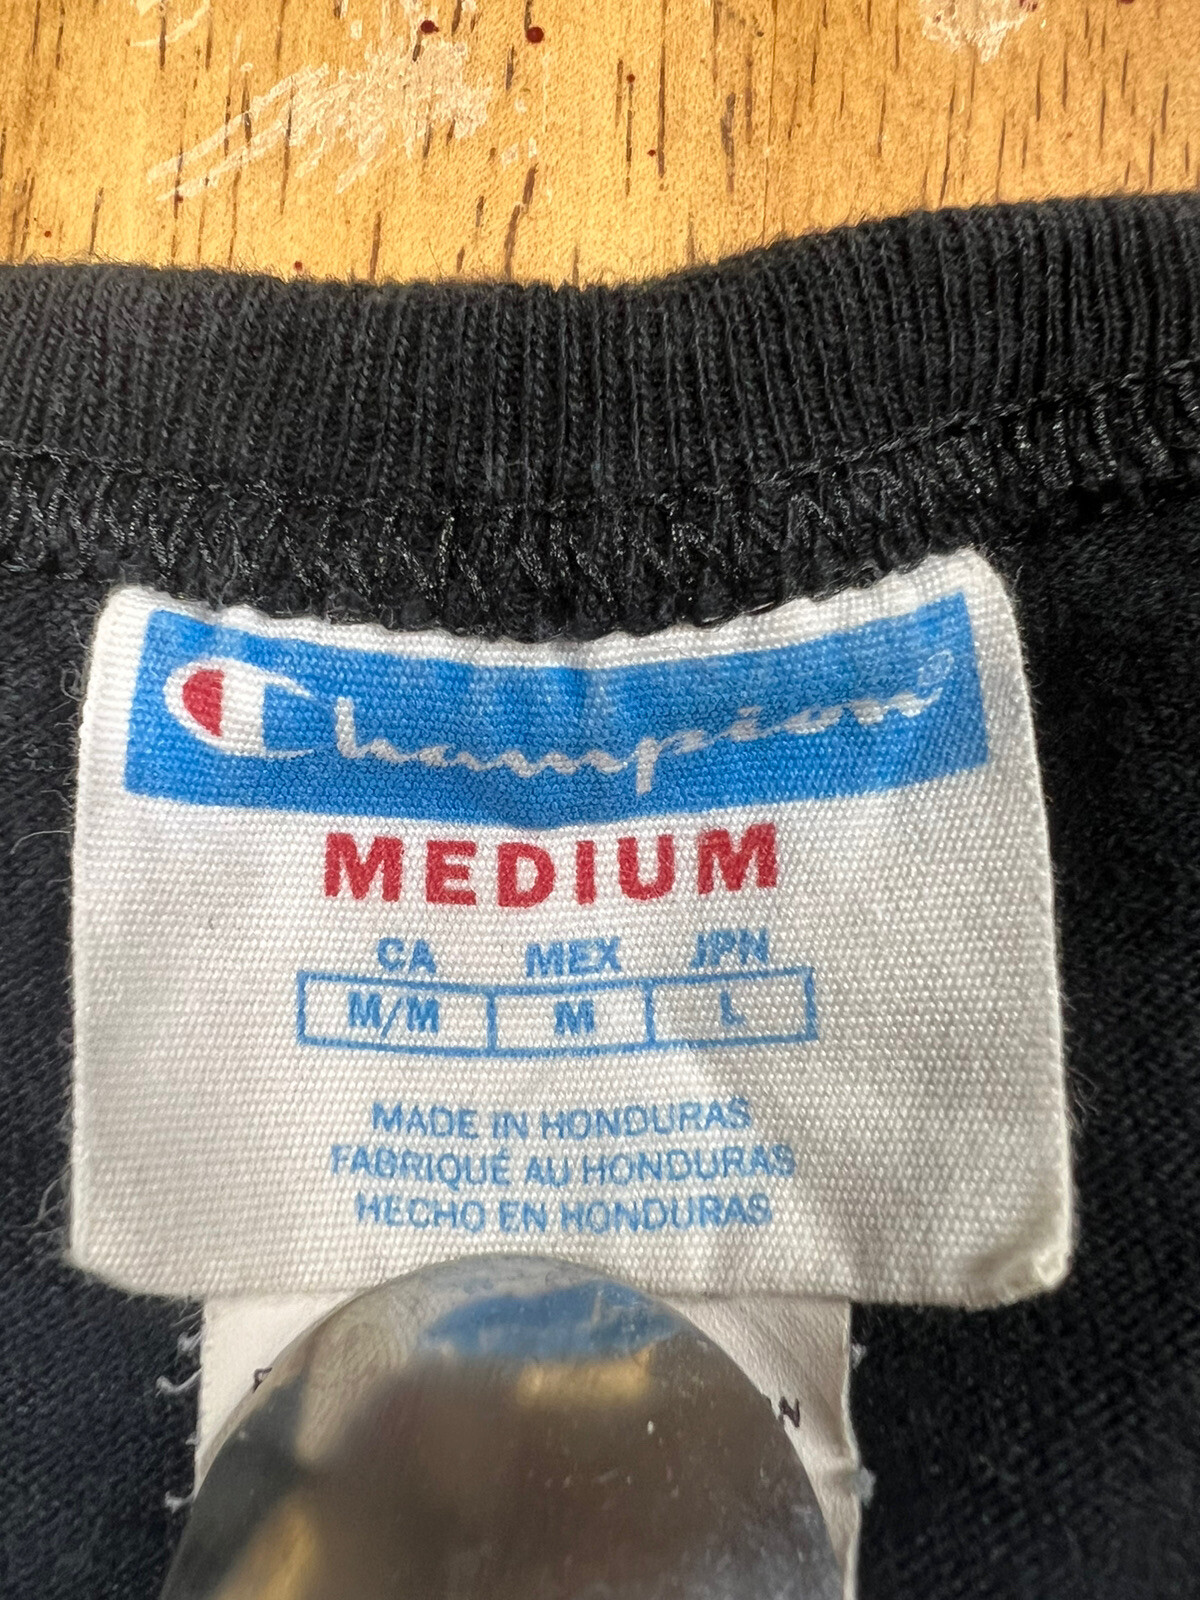 Champion®
MEDIUM
CA MEX JPN
M/M M L
MADE IN HONDURAS
FABRIQUÉ AU HONDURAS
HECHO EN HONDURAS